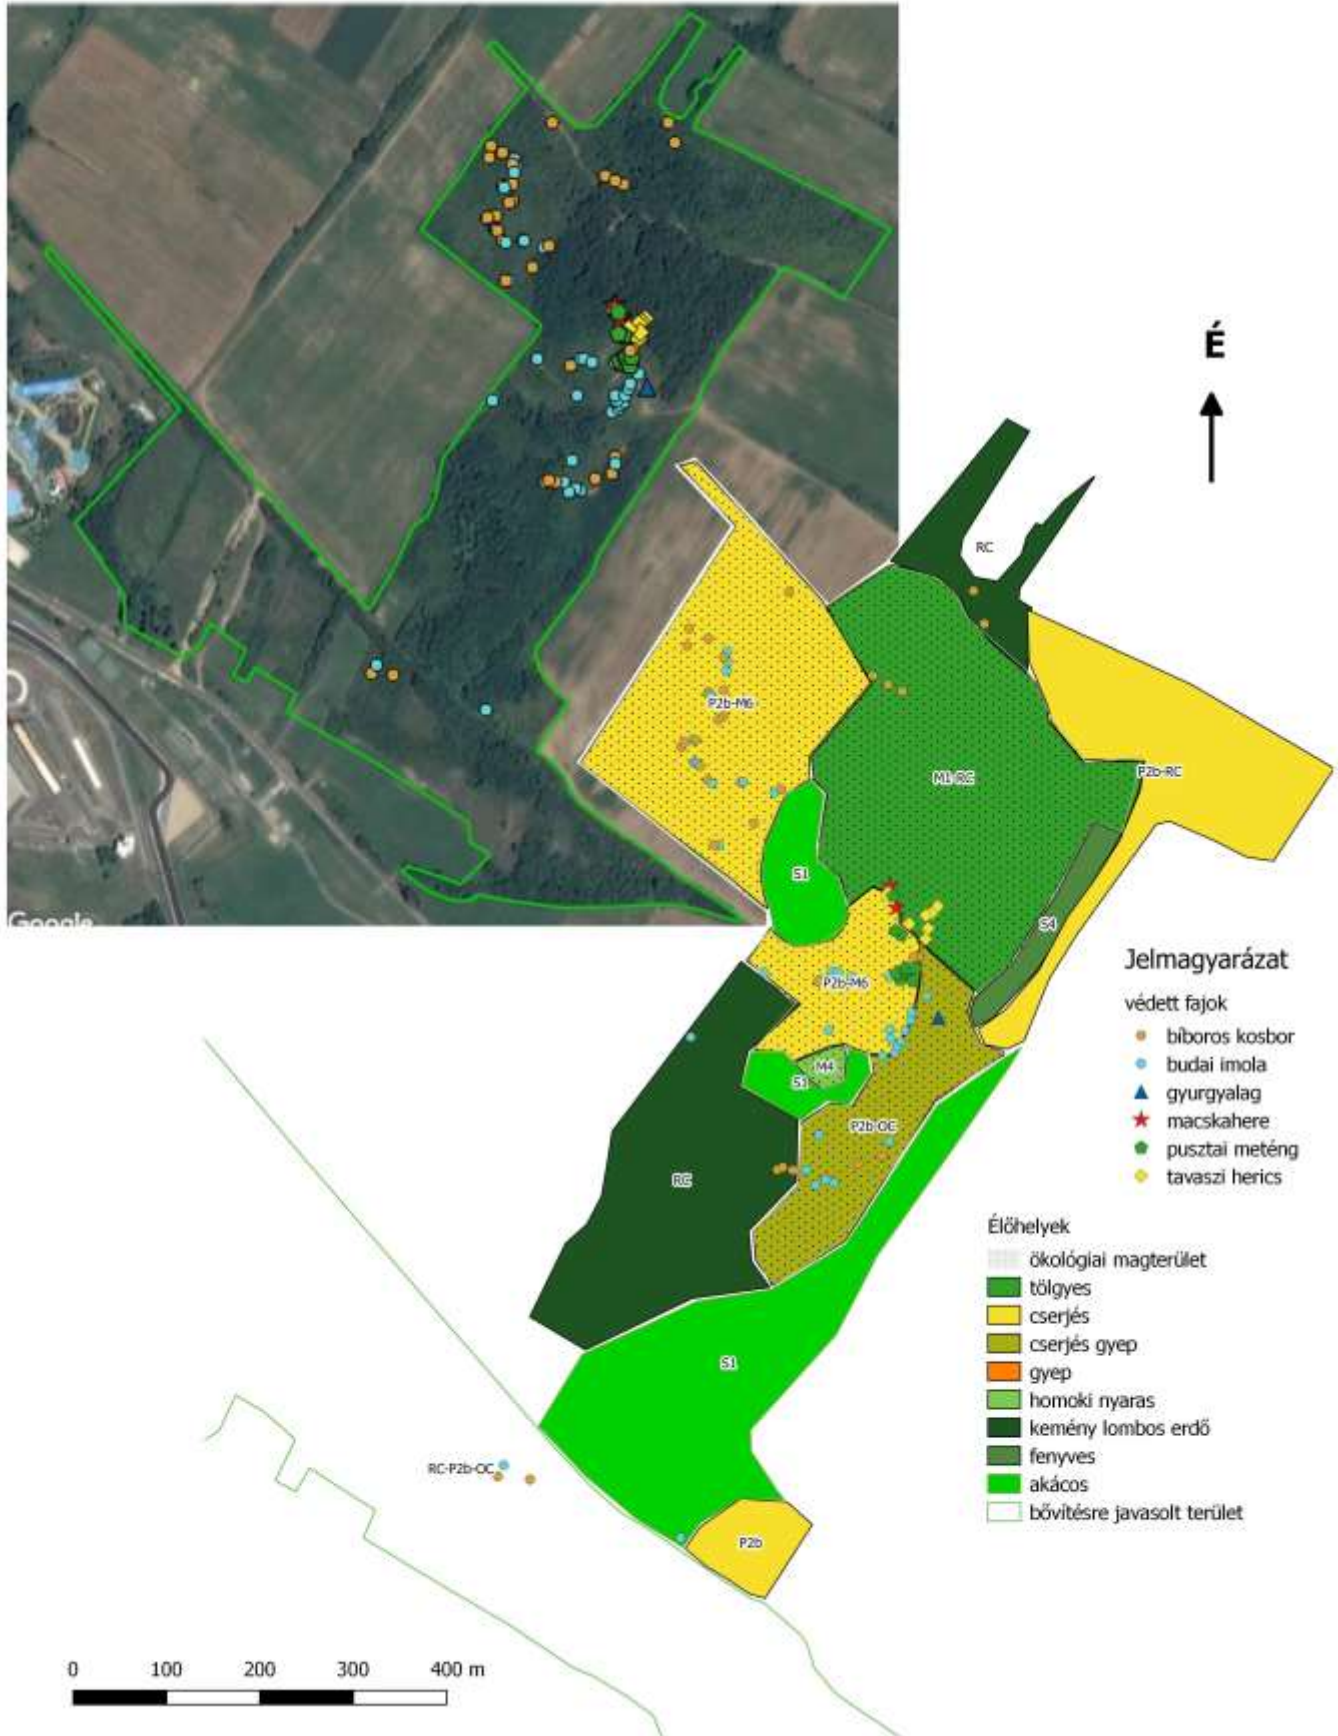 Google
É
RC
P2b-M6
M1-RC
P2b-RC
S1
S4
P2b-M6
M4
S1
P2b-OC
RC
S1
RC-P2b-OC
P2b
Jelmagyarázat
védett fajok
bíboros kosbor
budai imola
gyurgyalag
macskahere
pusztai meténg
tavaszi herics
Élőhelyek
ökológiai magterület
tölgyes
cserjés
cserjés gyep
gyep
homoki nyaras
kemény lombos erdő
fenyves
akácos
bővítésre javasolt terület
0 100 200 300 400 m